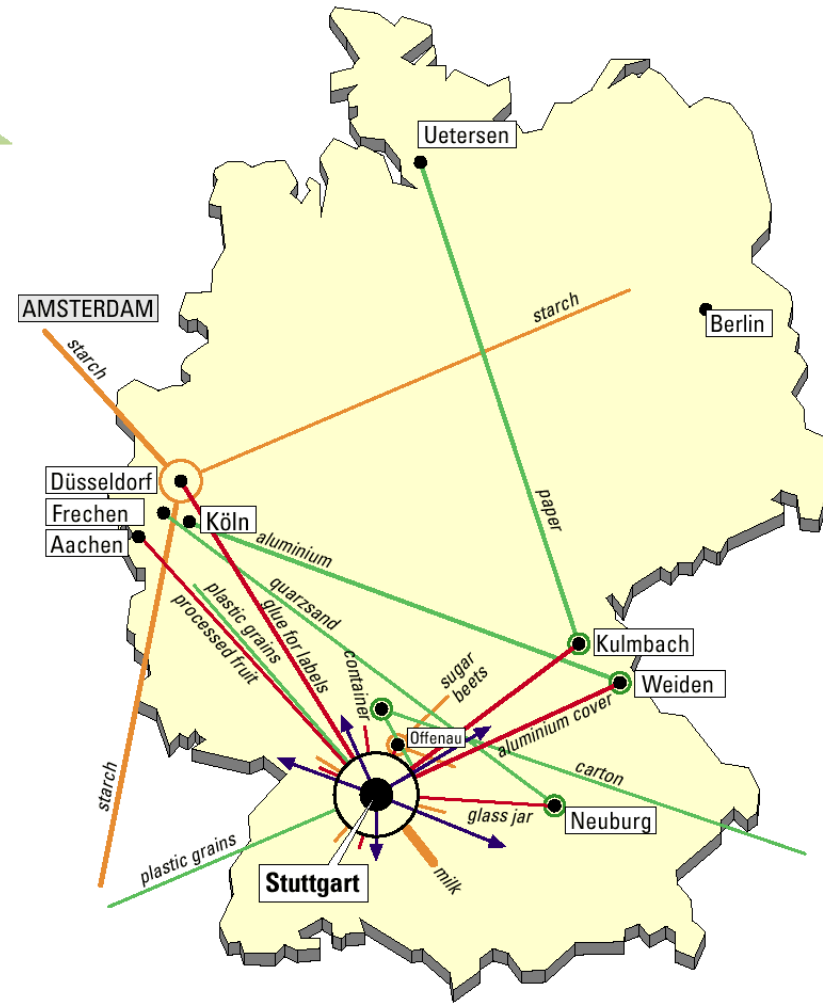 Uetersen
AMSTERDAM
starch
starch
Berlin
Düsseldorf
Frechen
Köln
Aachen
paper
aluminium
quarzsand
plastic grains
processed fruit
glue for labels
container
sugar
beets
Kulmbach
Weiden
Offenau
aluminium cover
carton
starch
glass jar
Neuburg
plastic grains
Stuttgart
milk